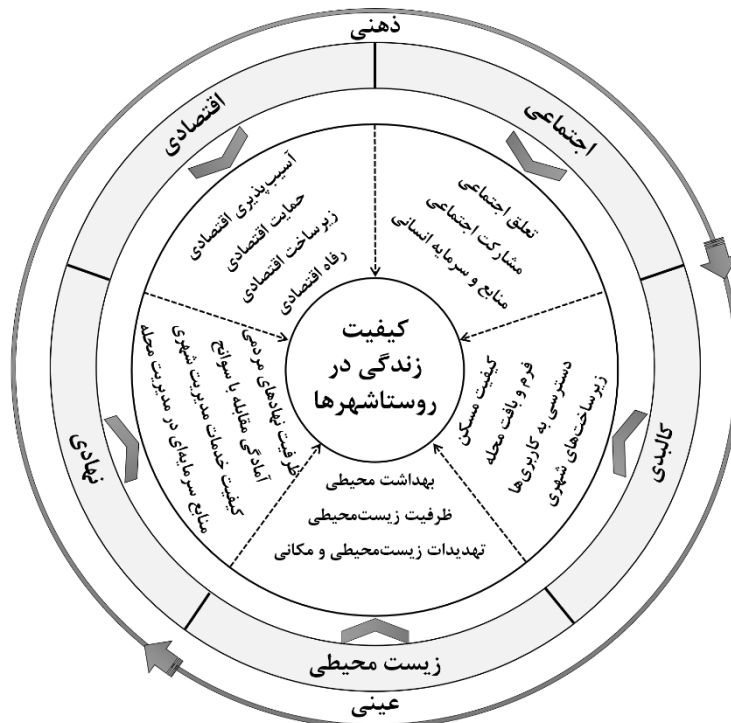 ذهنی
اجتماعی
تعلق اجتماعی
مشارکت اجتماعی
منابع و سرمایه انسانی
اقتصادی
آسیب‌پذیری اقتصادی
حمایت اقتصادی
زیرساخت اقتصادی
رفاه اقتصادی
کیفیت
زندگی در
روستاشهرها
کالبدی
کیفیت مسکن
فرم و بافت محله
دسترسی به کاربری‌ها
زیرساخت‌های شهری
نهادی
ظرفیت نهادهای مردمی
آمادگی مقابله با سوانح
کیفیت خدمات مدیریت شهری
منابع سرمایه‌ای در مدیریت محله
بهداشت محیطی
ظرفیت زیست‌محیطی
تهدیدات زیست‌محیطی و مکانی
زیست محیطی
عینی